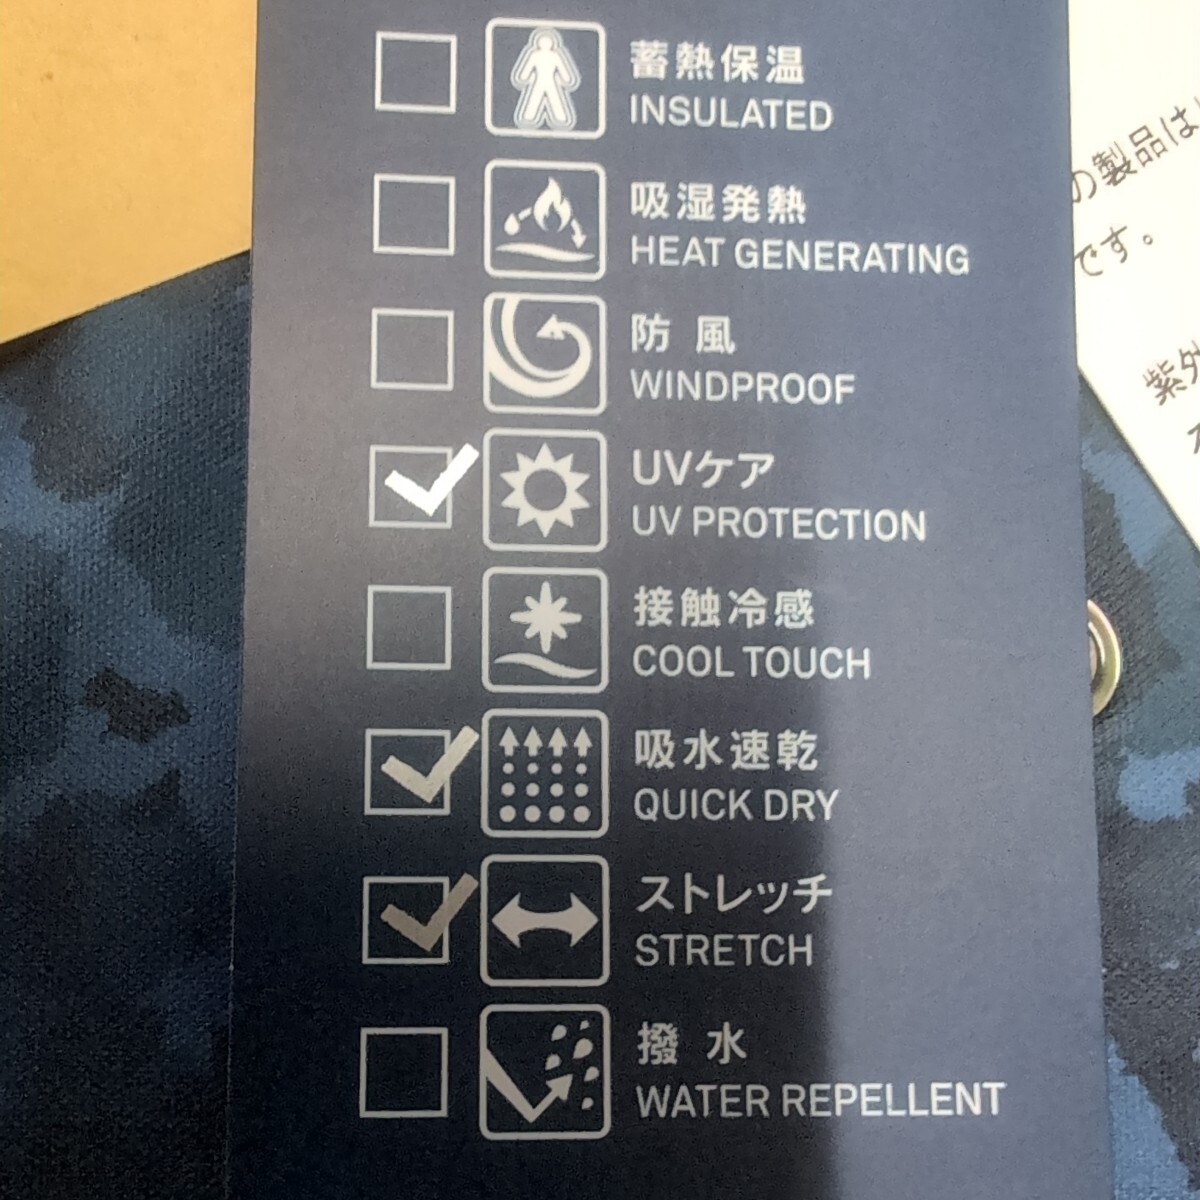 蓄熱保温
INSULATED
吸湿発熱
HEAT GENERATING
防風
WINDPROOF
UVケア
UV PROTECTION
接触冷感
COOL TOUCH
吸水速乾
QUICK DRY
ストレッチ
STRETCH
撥水
WATER REPELLENT
の製品は
です。
紫外